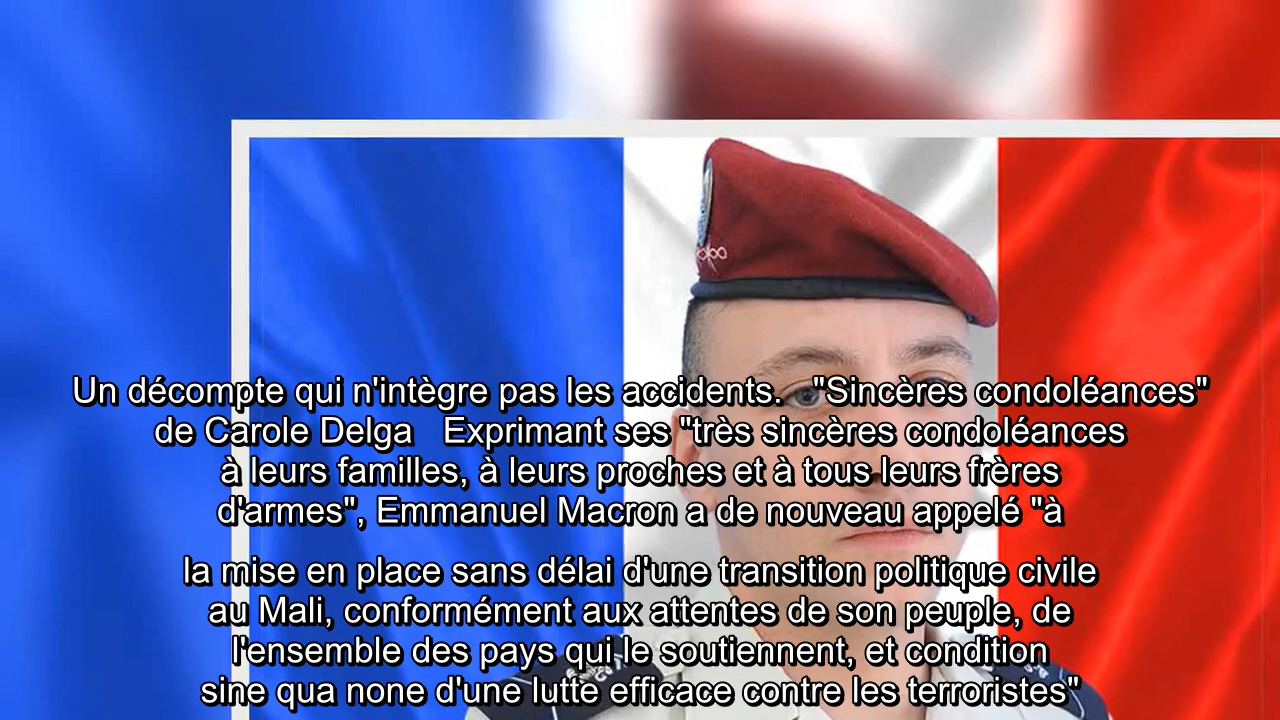 Un décompte qui n'intègre pas les accidents.   "Sincères condoléances"
de Carole Delga   Exprimant ses "très sincères condoléances
à leurs familles, à leurs proches et à tous leurs frères
d'armes", Emmanuel Macron a de nouveau appelé "à
la mise en place sans délai d'une transition politique civile
au Mali, conformément aux attentes de son peuple, de
l'ensemble des pays qui le soutiennent, et condition
sine qua none d'une lutte efficace contre les terroristes"